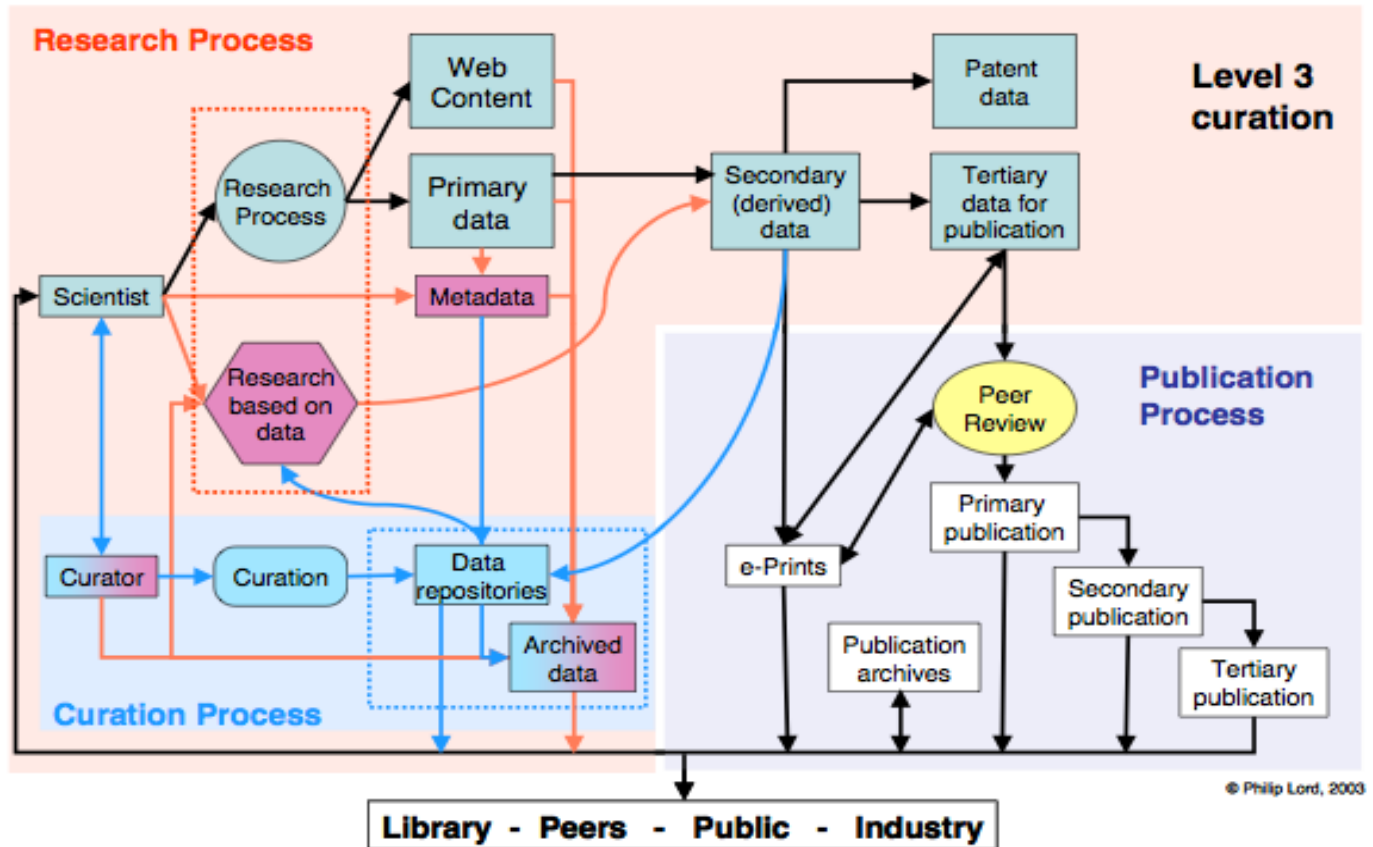 Research Process
Web
Content
Patent
data
Level 3
curation
Research
Process
Primary
data
Secondary
(derived)
data
Tertiary
data for
publication
Scientist
Metadata
Research
based on
data
Publication
Process
Peer
Review
Primary
publication
Curator
Curation
Data
repositories
e-Prints
Secondary
publication
Archived
data
Publication
archives
Tertiary
publication
Curation Process
© Philip Lord, 2003
Library - Peers - Public - Industry